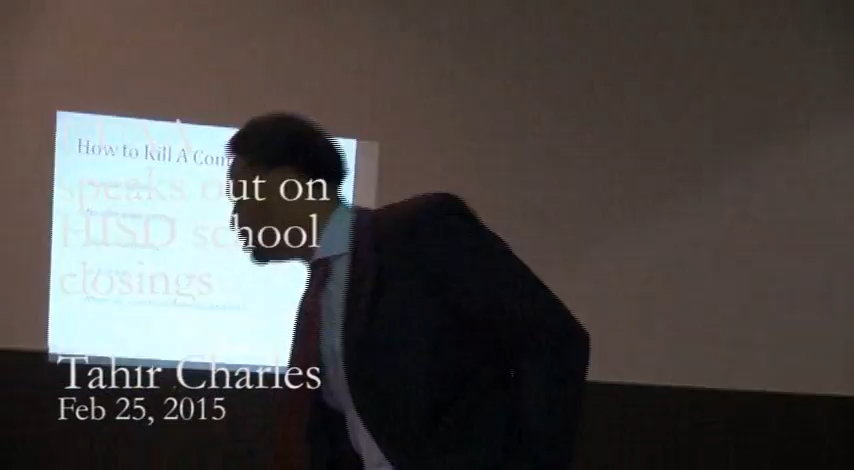 How to Kill A Com
speaks out on
HISD school
closings
Tahir Charles
Feb 25, 2015